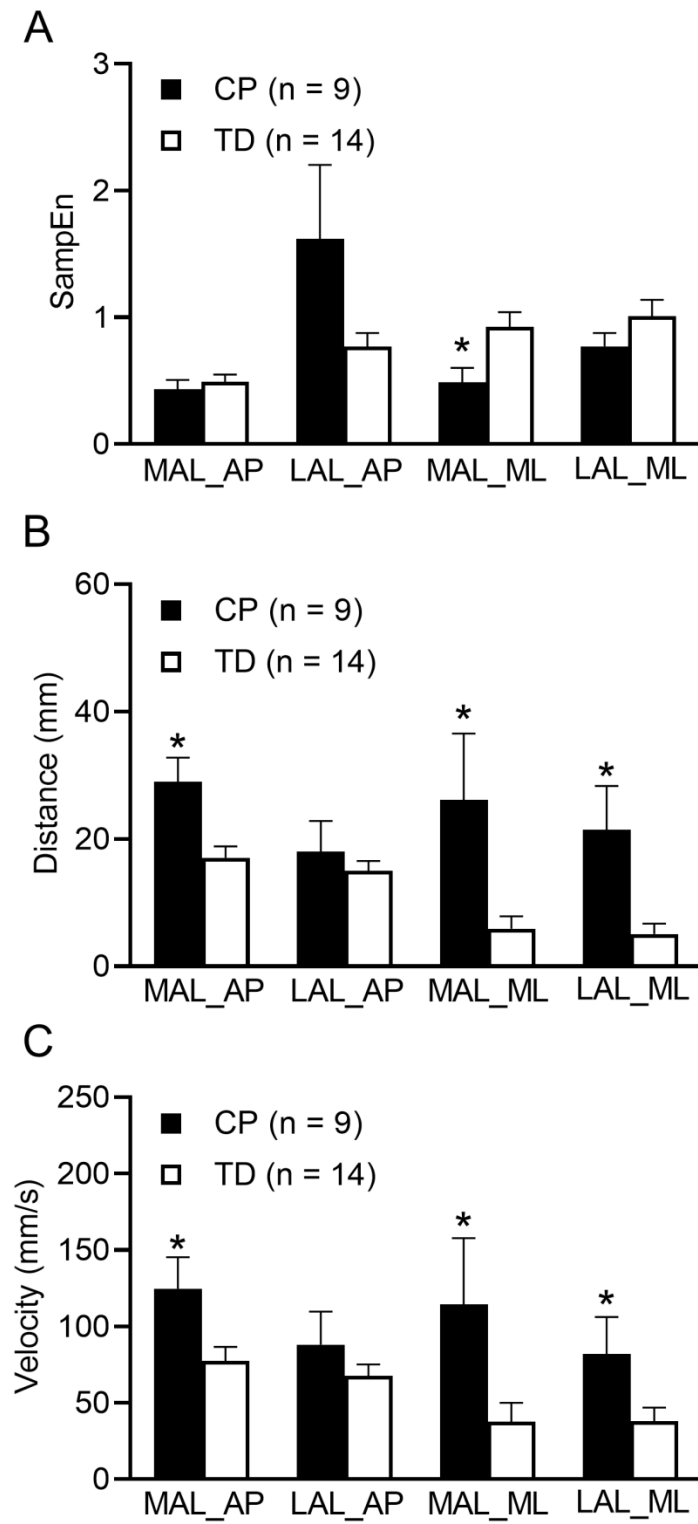 A
3
2
1
0
SampEn
CP (n = 9)
TD (n = 14)
*
MAL_AP LAL_AP MAL_ML LAL_ML
B
60
40
20
0
Distance (mm)
CP (n = 9)
TD (n = 14)
* * *
MAL_AP LAL_AP MAL_ML LAL_ML
C
250
200
150
100
50
0
Velocity (mm/s)
CP (n = 9)
TD (n = 14)
* * *
MAL_AP LAL_AP MAL_ML LAL_ML